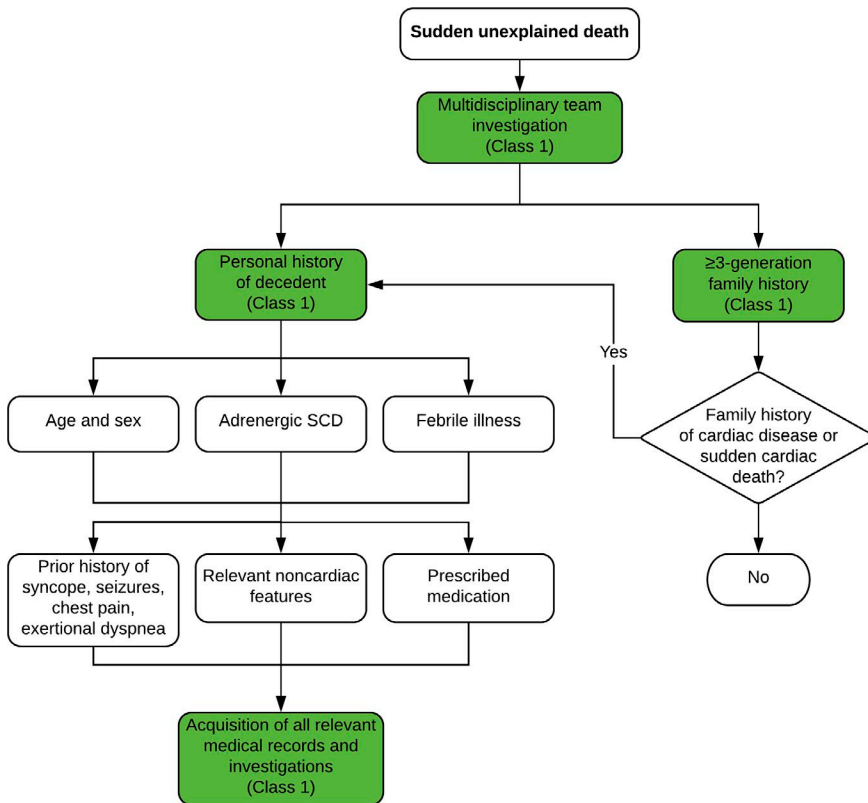 Sudden unexplained death
Multidisciplinary team
investigation
(Class 1)
Personal history
of decedent
(Class 1)
≥3-generation
family history
(Class 1)
Yes
Age and sex
Adrenergic SCD
Febrile illness
Family history
of cardiac disease or
sudden cardiac
death?
Prior history of
syncope, seizures,
chest pain,
exertional dyspnea
Relevant noncardiac
features
Prescribed
medication
No
Acquisition of all relevant
medical records and
investigations
(Class 1)